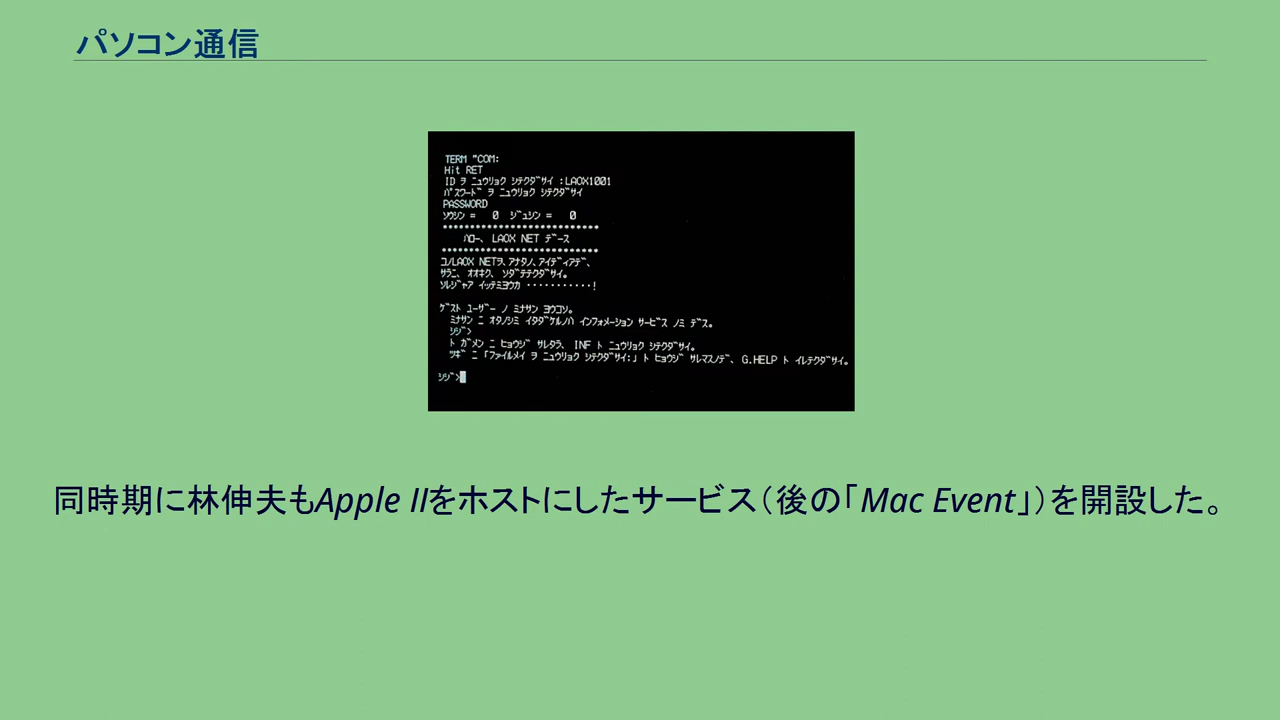 パソコン通信
TERM "COM:
Hit RET
ID ヲ ニュウリョク シテクダサイ :LAOX1001
パスワード ヲ ニュウリョク シテクダサイ
PASSWORD
ソウシン = 0 ジュシン = 0
****************************
ハロー、 LAOX NET デース
****************************
コノLAOX NETヲ、アナタノ、アイディアデ、
サラニ、 オオキク、 ソダテテクダサイ。
ソレジャア イッテミヨウカ ・・・・・・・・・・・!
ゲスト ユーザー ノ ミナサン ヨウコソ。
ミナサン ニ オタノシミ イタダケルノハ インフォメーション サービス ノミ デス。
シジ>
ト ガメン ニ ヒョウジ サレタラ、 INF ト ニュウリョク シテクダサイ。
ツギ ニ 「ファイルメイ ヲ ニュウリョク シテクダサイ:」 ト ヒョウジ サレマスノデ、 G.HELP ト イレテクダサイ。
シジ>
同時期に林伸夫もApple IIをホストにしたサービス（後の「Mac Event」）を開設した。